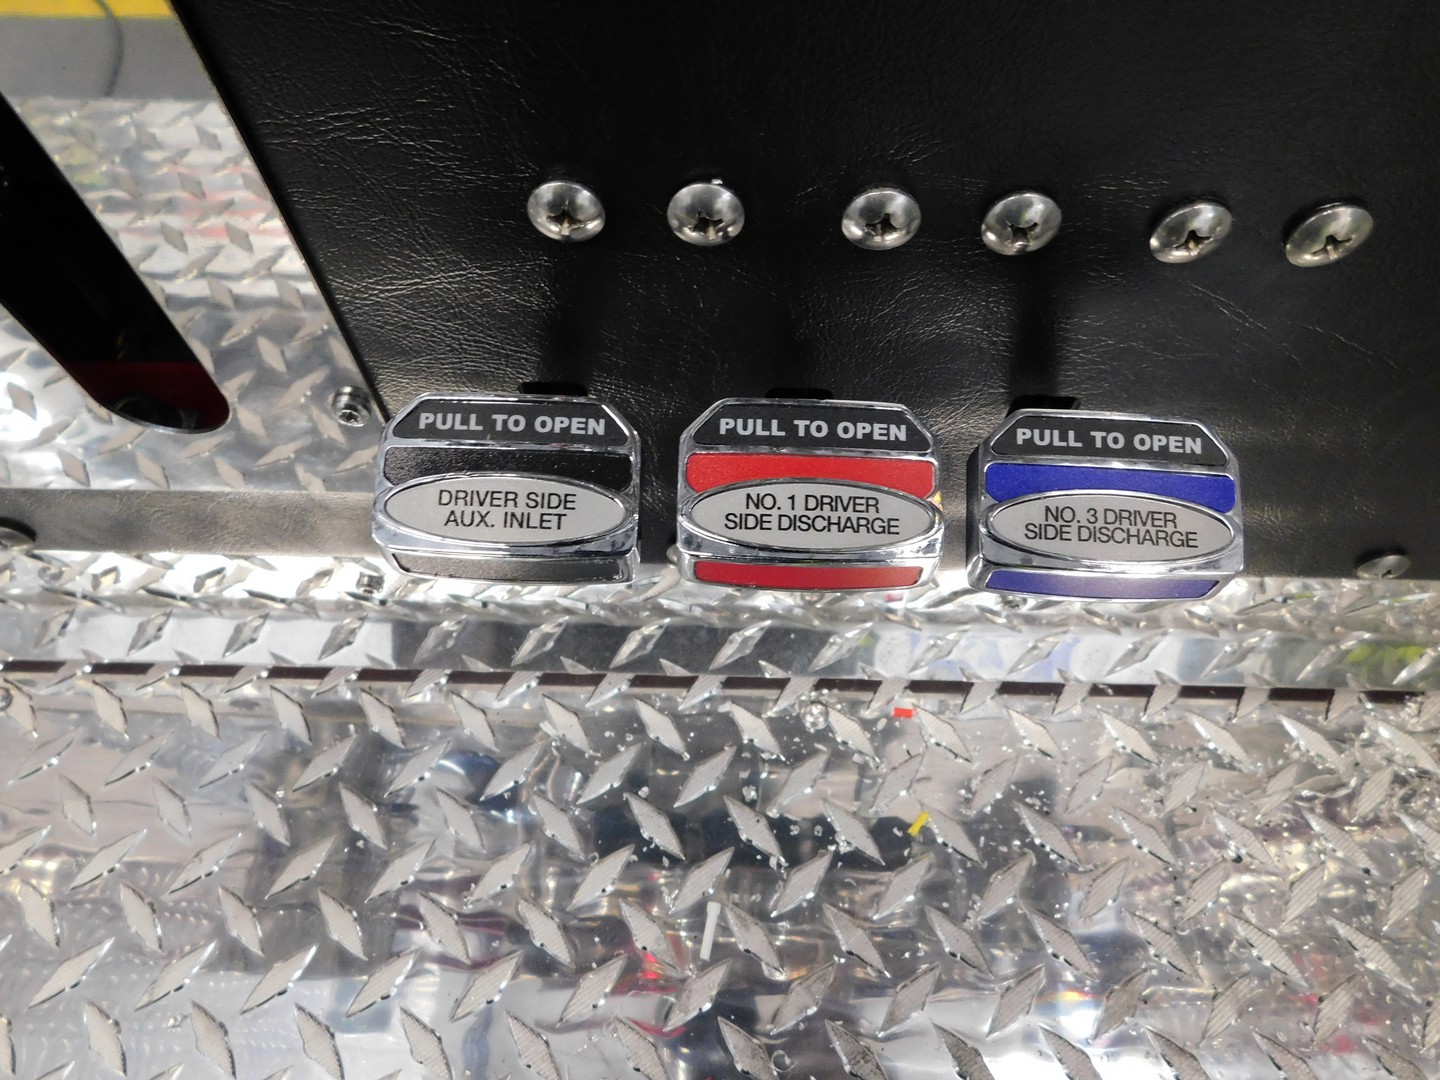 PULL TO OPEN
DRIVER SIDE
AUX. INLET
PULL TO OPEN
NO. 1 DRIVER
SIDE DISCHARGE
PULL TO OPEN
NO. 3 DRIVER
SIDE DISCHARGE